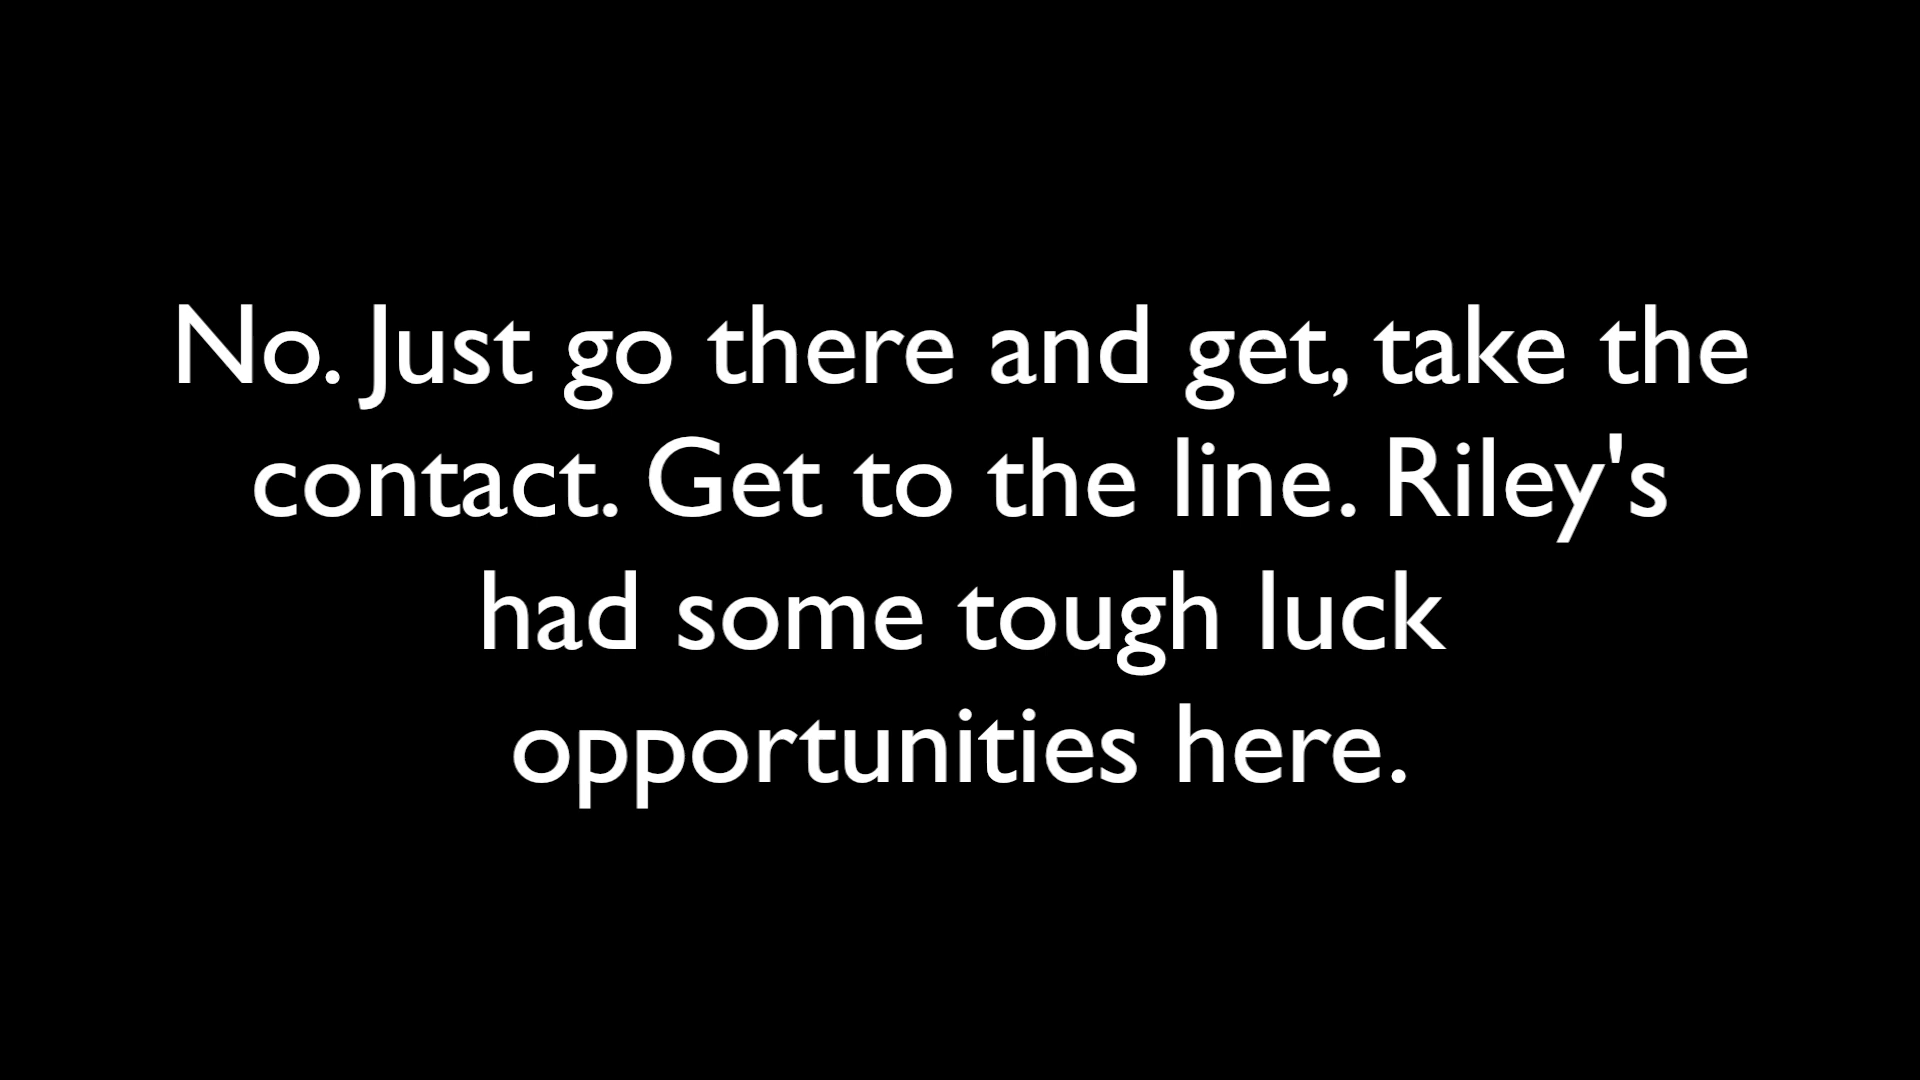 No. Just go there and get, take the
contact. Get to the line. Riley's
had some tough luck
opportunities here.